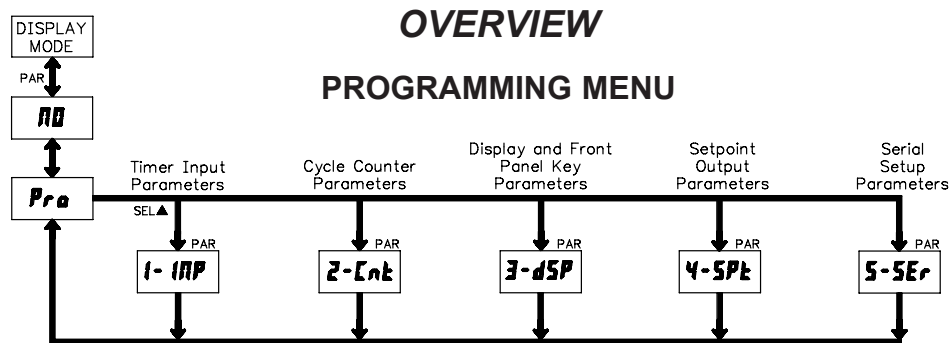 OVERVIEW
PROGRAMMING MENU
DISPLAY
MODE
PAR
NO
Pro
SEL▲
Timer Input
Parameters
Cycle Counter
Parameters
Display and Front
Panel Key
Parameters
Setpoint
Output
Parameters
Serial
Setup
Parameters
PAR
1-INP
PAR
2-Cnt
PAR
3-dSP
PAR
4-SPt
PAR
5-SEr